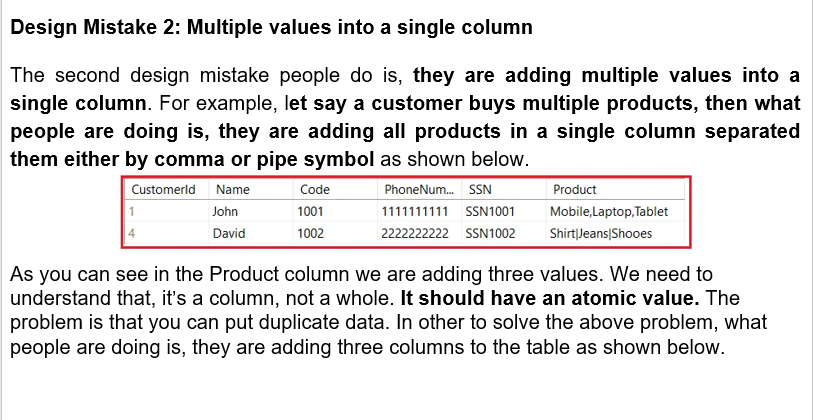 Design Mistake 2: Multiple values into a single column
The second design mistake people do is, they are adding multiple values into a
single column. For example, let say a customer buys multiple products, then what
people are doing is, they are adding all products in a single column separated
them either by comma or pipe symbol as shown below.
CustomerId Name Code PhoneNum... SSN Product
1 John 1001 1111111111 SSN1001 Mobile,Laptop,Tablet
4 David 1002 2222222222 SSN1002 Shirt|Jeans|Shooes
As you can see in the Product column we are adding three values. We need to
understand that, it’s a column, not a whole. It should have an atomic value. The
problem is that you can put duplicate data. In other to solve the above problem, what
people are doing is, they are adding three columns to the table as shown below.